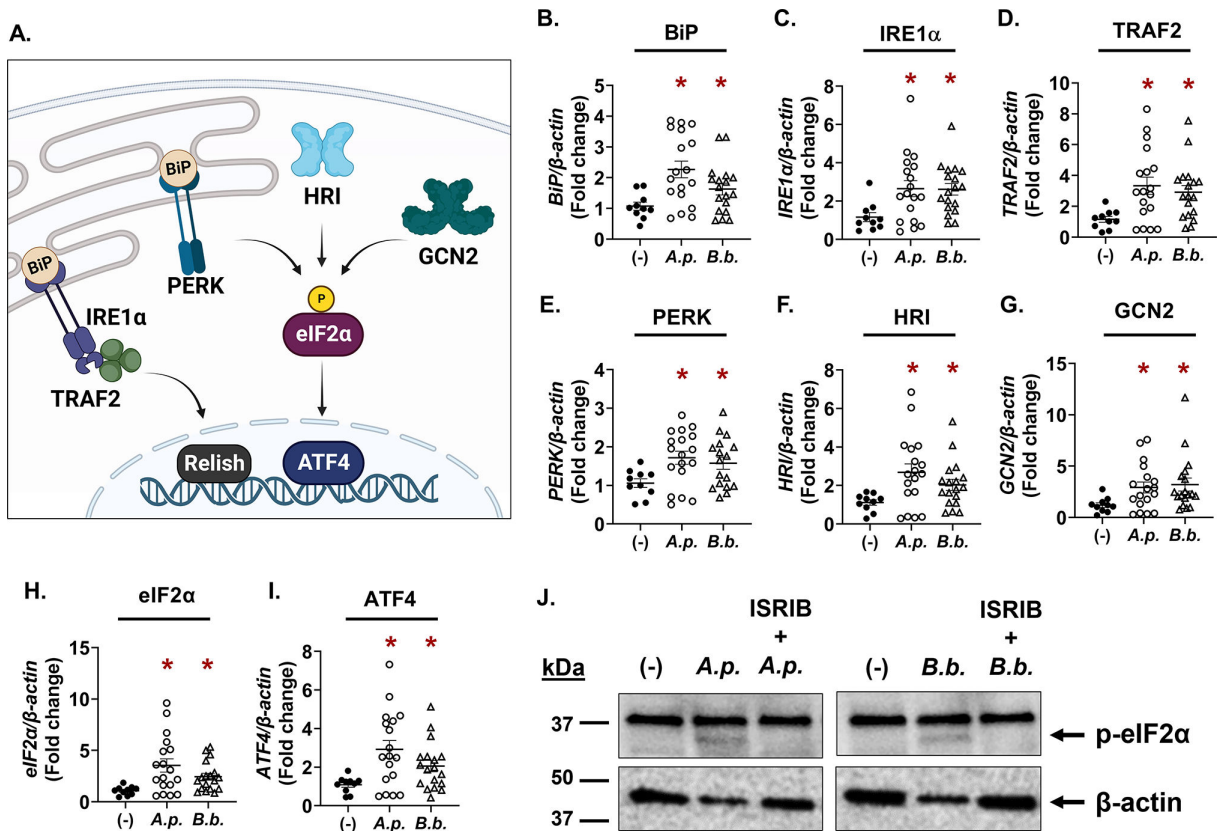 A.
BiP
HRI
GCN2
PERK
BiP
IRE1α
TRAF2
P
eIF2α
Relish
ATF4
B.
BiP
BiP/β-actin
(Fold change)
5
4
3
2
1
0
(-)
A.p.
B.b.
C.
IRE1α
IRE1α/β-actin
(Fold change)
8
6
4
2
0
(-)
A.p.
B.b.
D.
TRAF2
TRAF2/β-actin
(Fold change)
10
8
6
4
2
0
(-)
A.p.
B.b.
E.
PERK
PERK/β-actin
(Fold change)
4
3
2
1
0
(-)
A.p.
B.b.
F.
HRI
HRI/β-actin
(Fold change)
8
6
4
2
0
(-)
A.p.
B.b.
G.
GCN2
GCN2/β-actin
(Fold change)
15
10
5
0
(-)
A.p.
B.b.
H.
eIF2α
eIF2α/β-actin
(Fold change)
15
10
5
0
(-)
A.p.
B.b.
I.
ATF4
ATF4/β-actin
(Fold change)
8
6
4
2
0
(-)
A.p.
B.b.
J.
ISRIB
+
kDa
(-)
A.p.
A.p.
ISRIB
+
(-)
B.b.
B.b.
37
p-eIF2α
50
37
β-actin